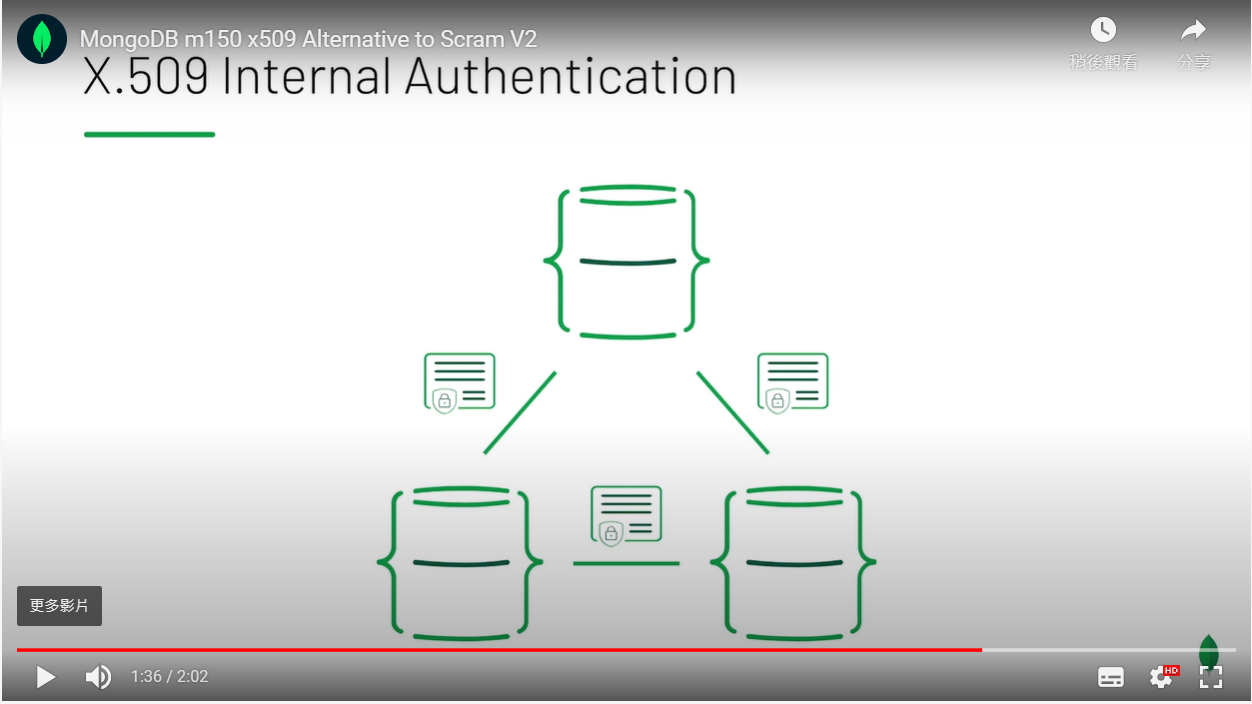 MongoDB m150 x509 Alternative to Scram V2
稍後觀看
分享
X.509 Internal Authentication
更多影片
1:36 / 2:02
HD